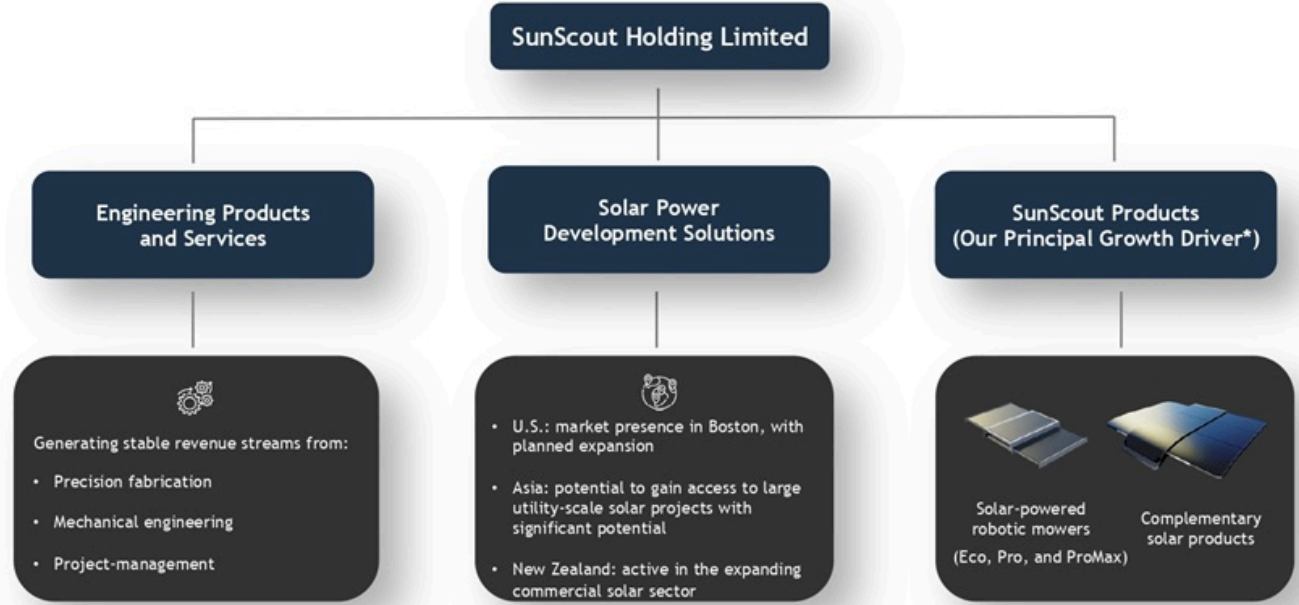 SunScout Holding Limited
Engineering Products
and Services
Solar Power
Development Solutions
SunScout Products
(Our Principal Growth Driver*)
Generating stable revenue streams from:
• Precision fabrication
• Mechanical engineering
• Project-management
• U.S.: market presence in Boston, with
planned expansion
• Asia: potential to gain access to large
utility-scale solar projects with
significant potential
• New Zealand: active in the expanding
commercial solar sector
Solar-powered
robotic mowers
(Eco, Pro, and ProMax)
Complementary
solar products